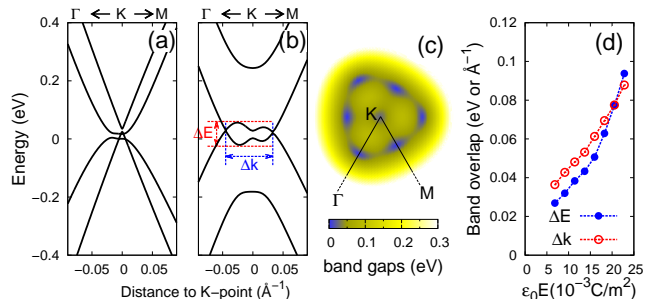 Γ ← K → M
Γ ← K → M
(a)
(b)
(c)
(d)
Energy (eV)
0.4
0.2
0
−0.2
−0.4
ΔE
Δk
−0.05
0
0.05
−0.05
0
0.05
Distance to K−point (Å⁻¹)
K
Γ
M
0 0.1 0.2 0.3
band gaps (eV)
Band overlap (eV or Å⁻¹)
0.12
0.1
0.08
0.06
0.04
0.02
0
ΔE
Δk
5 10 15 20 25
ε₀E(10⁻³C/m²)